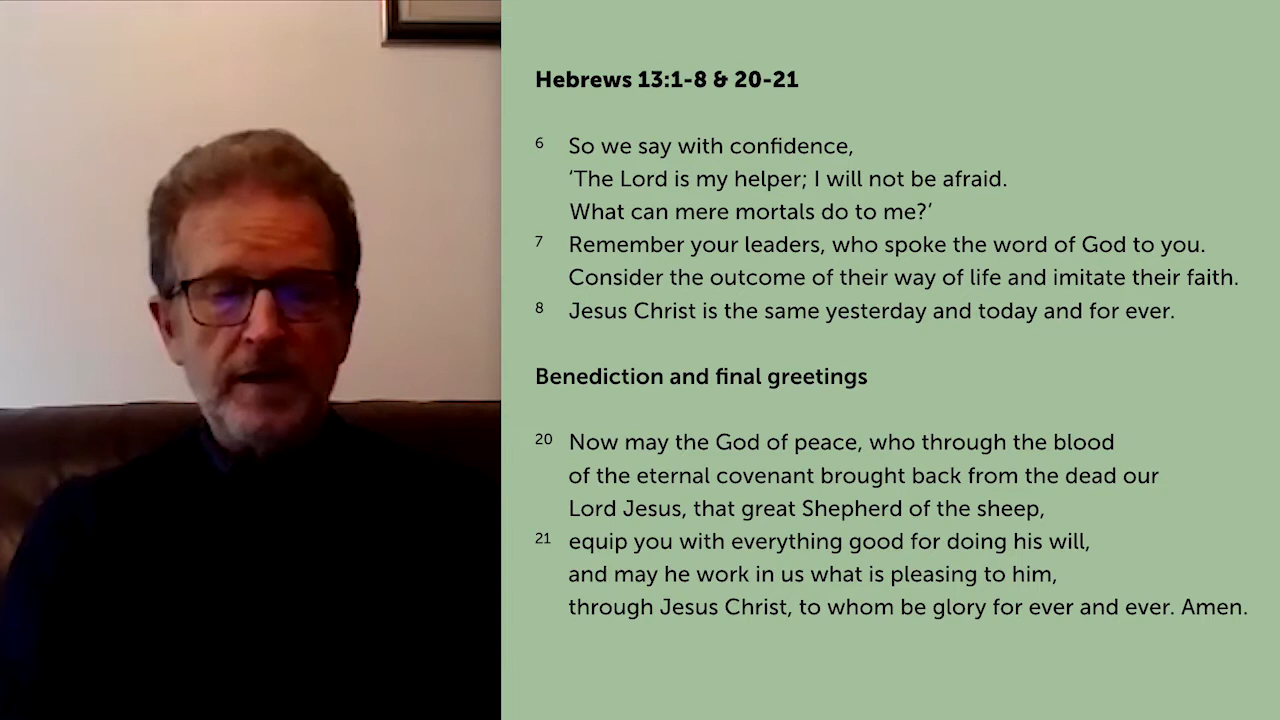 Hebrews 13:1-8 & 20-21
6 So we say with confidence,
‘The Lord is my helper; I will not be afraid.
What can mere mortals do to me?’
7 Remember your leaders, who spoke the word of God to you.
Consider the outcome of their way of life and imitate their faith.
8 Jesus Christ is the same yesterday and today and for ever.
Benediction and final greetings
20 Now may the God of peace, who through the blood
of the eternal covenant brought back from the dead our
Lord Jesus, that great Shepherd of the sheep,
21 equip you with everything good for doing his will,
and may he work in us what is pleasing to him,
through Jesus Christ, to whom be glory for ever and ever. Amen.